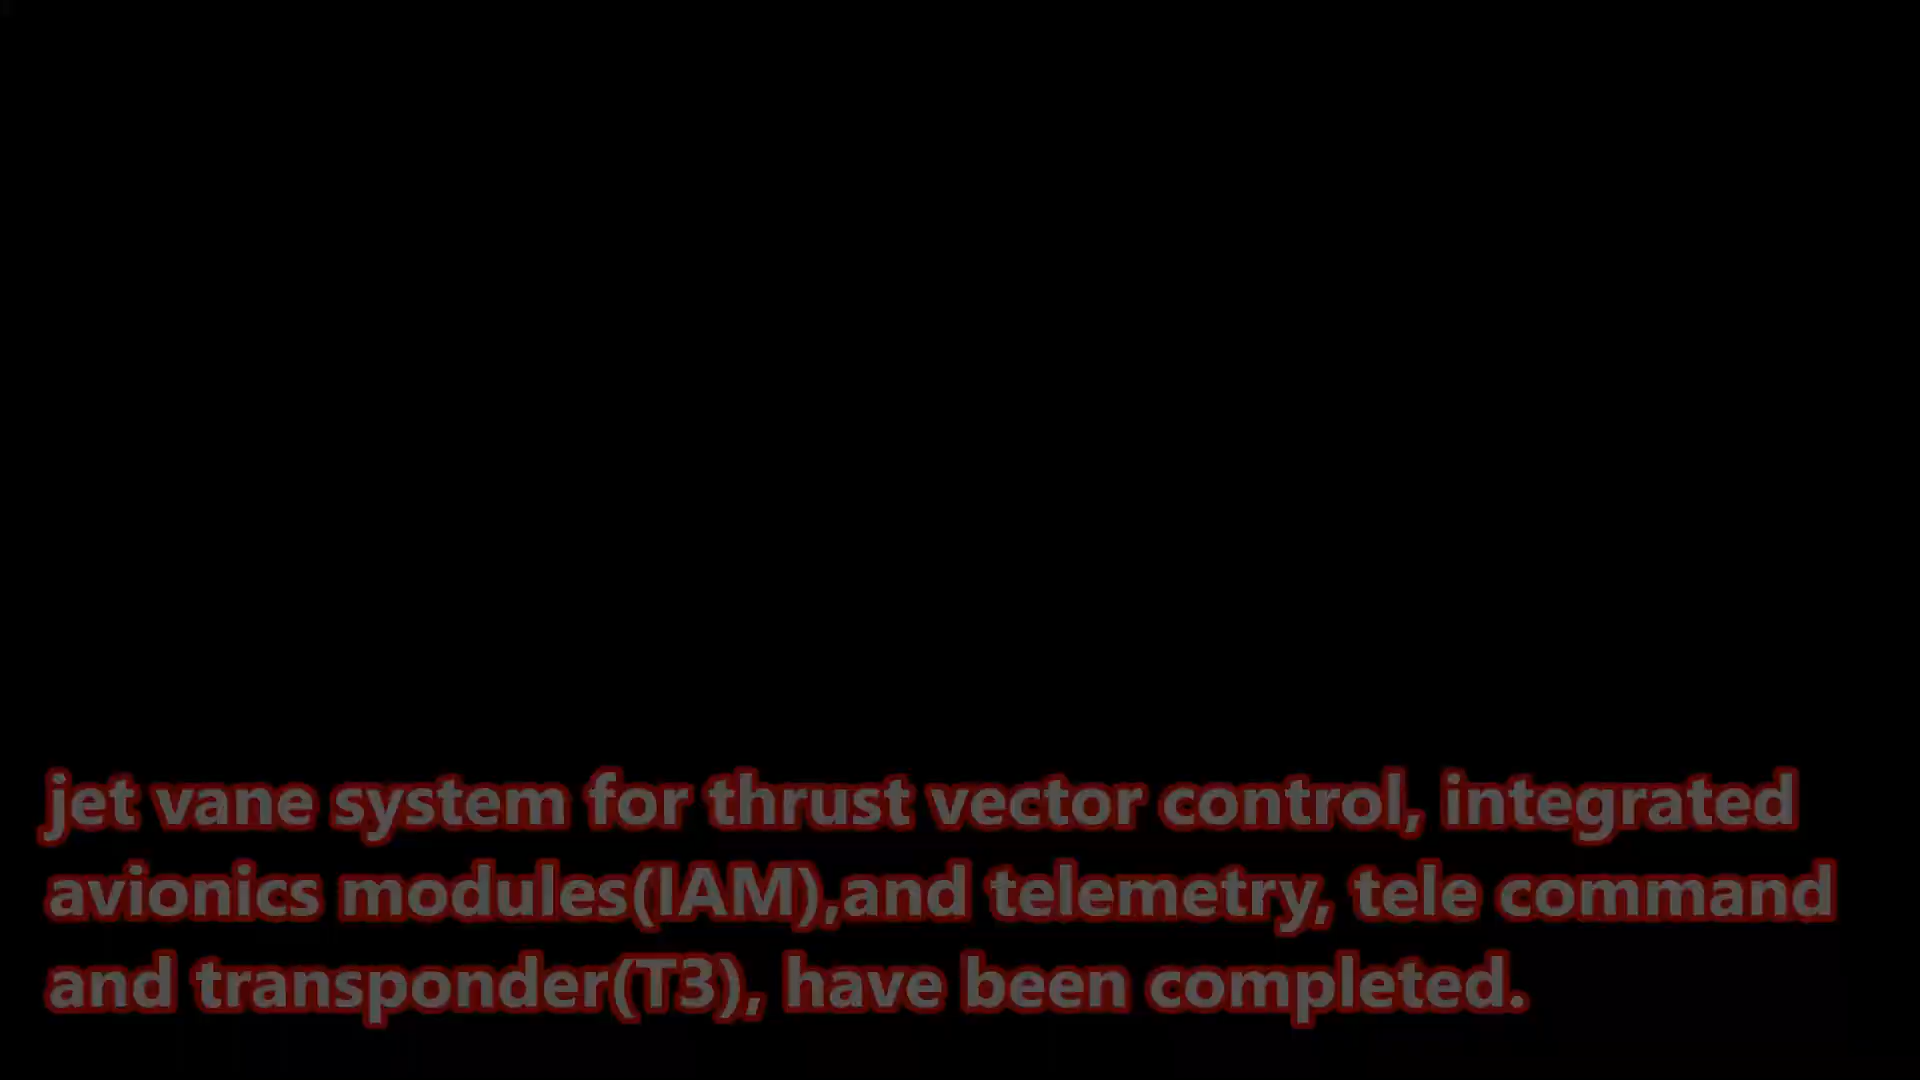 jet vane system for thrust vector control, integrated
avionics modules(IAM),and telemetry, tele command
and transponder(T3), have been completed.